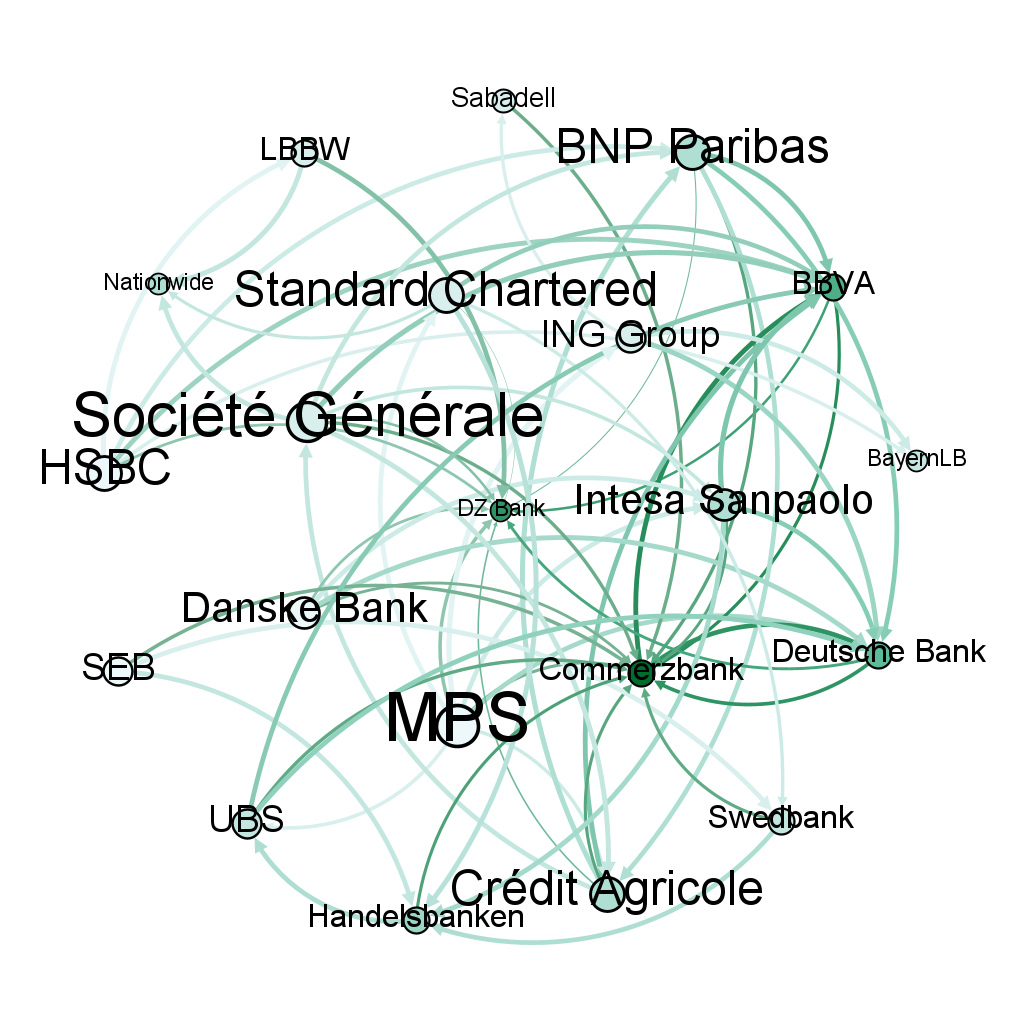 Sabadell
LBBW
BNP Paribas
Nationwide
Standard Chartered
BBVA
ING Group
Société Générale
HSBC
BayernLB
DZ Bank
Intesa Sanpaolo
Danske Bank
SEB
Commerzbank
Deutsche Bank
MPS
UBS
Swedbank
Crédit Agricole
Handelsbanken